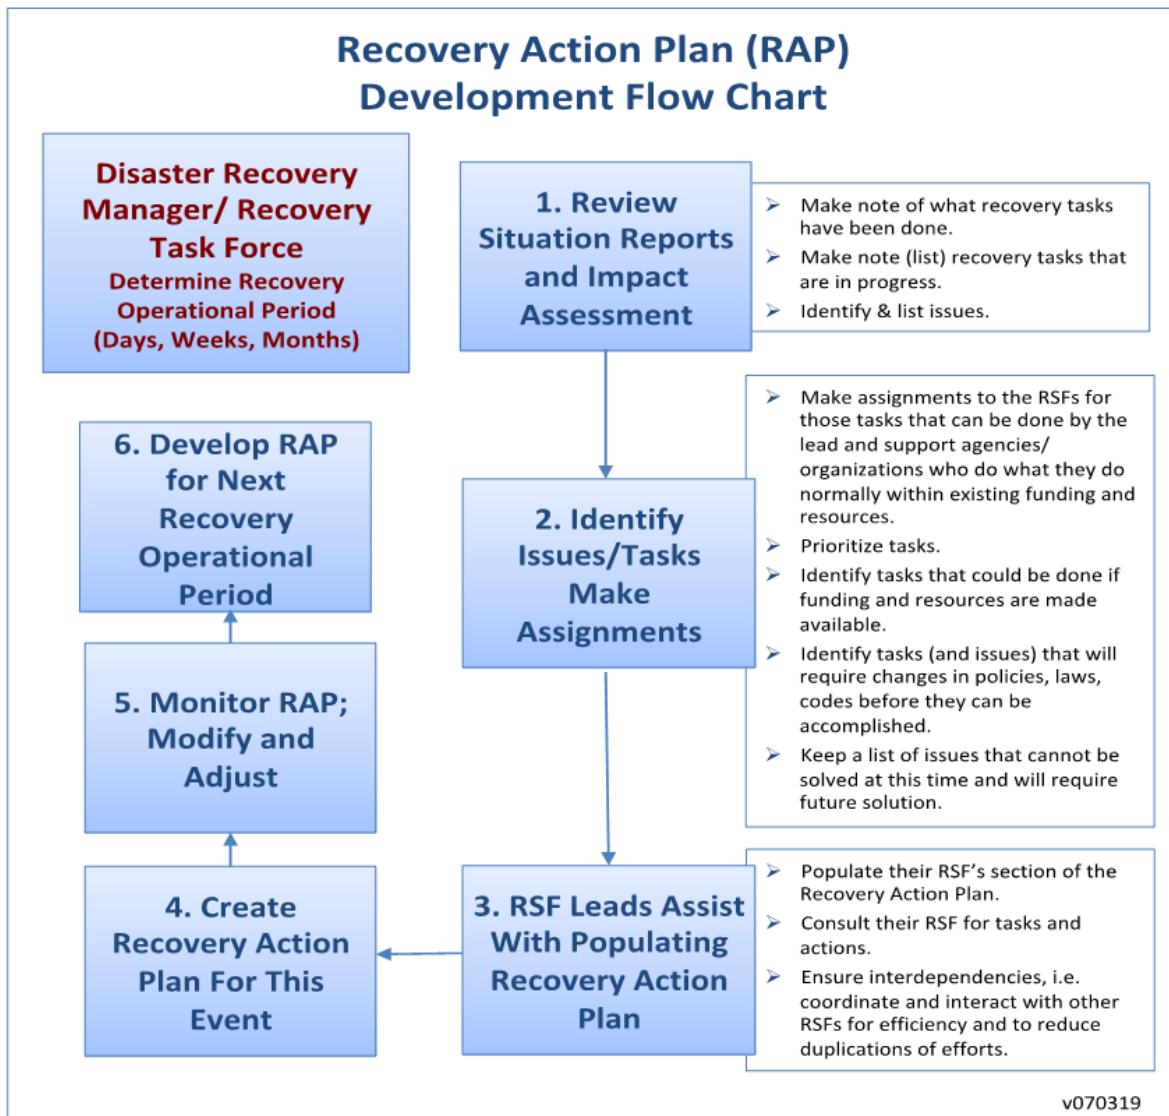 Recovery Action Plan (RAP)
Development Flow Chart
Disaster Recovery
Manager/ Recovery
Task Force
Determine Recovery
Operational Period
(Days, Weeks, Months)
1. Review
Situation Reports
and Impact
Assessment
➢ Make note of what recovery tasks
have been done.
➢ Make note (list) recovery tasks that
are in progress.
➢ Identify & list issues.
2. Identify
Issues/Tasks
Make
Assignments
➢ Make assignments to the RSFs for
those tasks that can be done by the
lead and support agencies/
organizations who do what they do
normally within existing funding and
resources.
➢ Prioritize tasks.
➢ Identify tasks that could be done if
funding and resources are made
available.
➢ Identify tasks (and issues) that will
require changes in policies, laws,
codes before they can be
accomplished.
➢ Keep a list of issues that cannot be
solved at this time and will require
future solution.
3. RSF Leads Assist
With Populating
Recovery Action
Plan
➢ Populate their RSF’s section of the
Recovery Action Plan.
➢ Consult their RSF for tasks and
actions.
➢ Ensure interdependencies, i.e.
coordinate and interact with other
RSFs for efficiency and to reduce
duplications of efforts.
4. Create
Recovery Action
Plan For This
Event
5. Monitor RAP;
Modify and
Adjust
6. Develop RAP
for Next
Recovery
Operational
Period
v070319